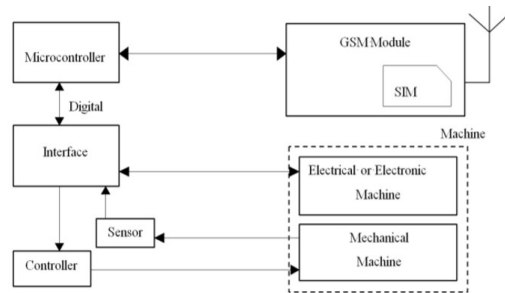 Microcontroller
GSM Module
SIM
Digital
Machine
Interface
Electrical or Electronic
Machine
Sensor
Mechanical
Machine
Controller